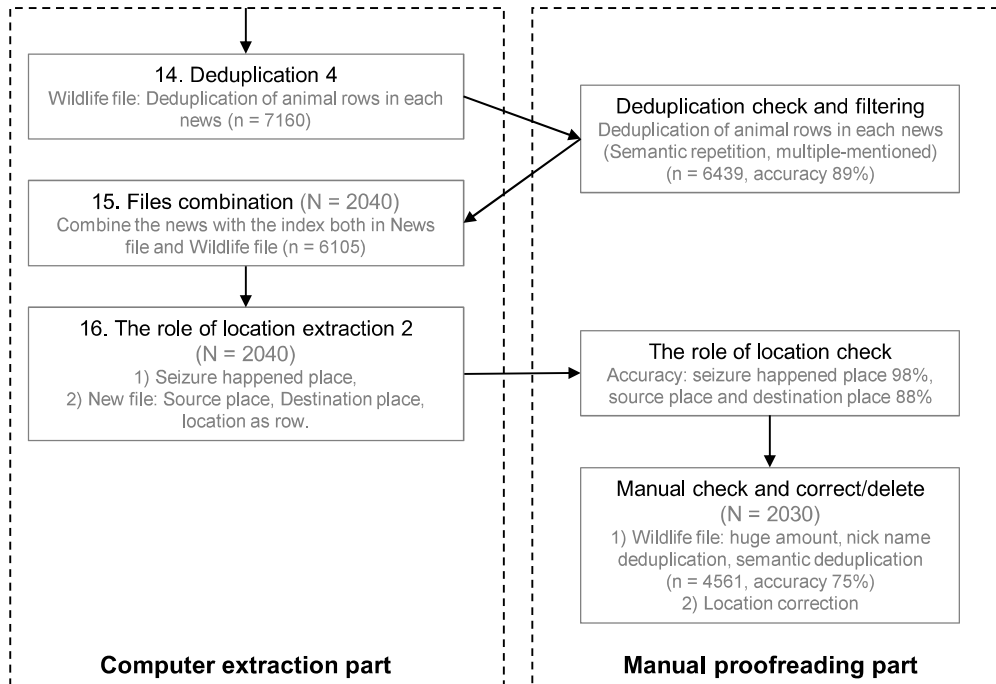 14. Deduplication 4
Wildlife file: Deduplication of animal rows in each
news (n = 7160)
Deduplication check and filtering
Deduplication of animal rows in each news
(Semantic repetition, multiple-mentioned)
(n = 6439, accuracy 89%)
15. Files combination (N = 2040)
Combine the news with the index both in News
file and Wildlife file (n = 6105)
16. The role of location extraction 2
(N = 2040)
1) Seizure happened place,
2) New file: Source place, Destination place,
location as row.
The role of location check
Accuracy: seizure happened place 98%,
source place and destination place 88%
Manual check and correct/delete
(N = 2030)
1) Wildlife file: huge amount, nick name
deduplication, semantic deduplication
(n = 4561, accuracy 75%)
2) Location correction
Computer extraction part
Manual proofreading part